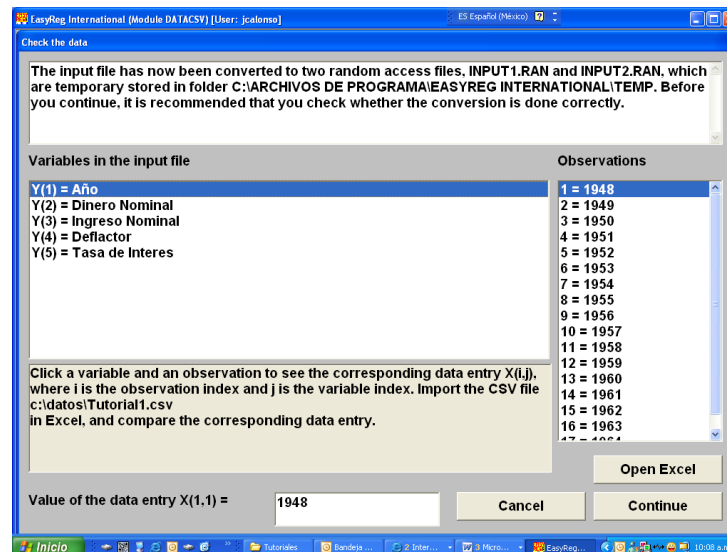 EasyReg International (Module DATACSV) [User: jcalonso]
ES Español (México)
Check the data
The input file has now been converted to two random access files, INPUT1.RAN and INPUT2.RAN, which
are temporary stored in folder C:\ARCHIVOS DE PROGRAMA\EASYREG INTERNATIONAL\TEMP. Before
you continue, it is recommended that you check whether the conversion is done correctly.
Variables in the input file
Observations
Y(1) = Año
Y(2) = Dinero Nominal
Y(3) = Ingreso Nominal
Y(4) = Deflactor
Y(5) = Tasa de Interes
1 = 1948
2 = 1949
3 = 1950
4 = 1951
5 = 1952
6 = 1953
7 = 1954
8 = 1955
9 = 1956
10 = 1957
11 = 1958
12 = 1959
13 = 1960
14 = 1961
15 = 1962
16 = 1963
17 = 1964
Click a variable and an observation to see the corresponding data entry X(i,j),
where i is the observation index and j is the variable index. Import the CSV file
c:\datos\Tutorial1.csv
in Excel, and compare the corresponding data entry.
Open Excel
Value of the data entry X(1,1) =
1948
Cancel
Continue
Inicio
Tutoriales
Bandeja ...
2 Inter...
3 Micro...
EasyReg...
10:08